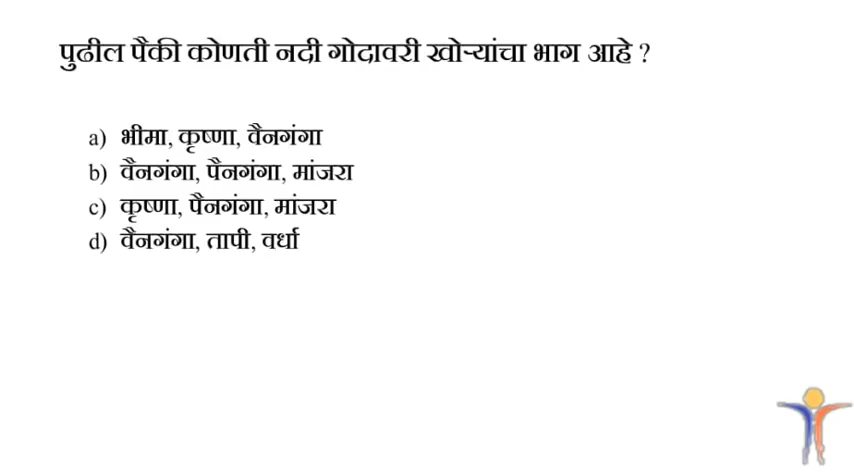 पुढील पैकी कोणती नदी गोदावरी खोऱ्यांचा भाग आहे ?
a) भीमा, कृष्णा, वैनगंगा
b) वैनगंगा, पैनगंगा, मांजरा
c) कृष्णा, पैनगंगा, मांजरा
d) वैनगंगा, तापी, वर्धा